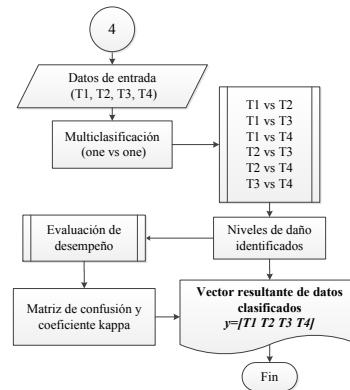 4
Datos de entrada
(T1, T2, T3, T4)
Multiclasificación
(one vs one)
T1 vs T2
T1 vs T3
T1 vs T4
T2 vs T3
T2 vs T4
T3 vs T4
Evaluación de
desempeño
Niveles de daño
identificados
Matriz de confusión y
coeficiente kappa
Vector resultante de datos
clasificados
y=[T1 T2 T3 T4]
Fin